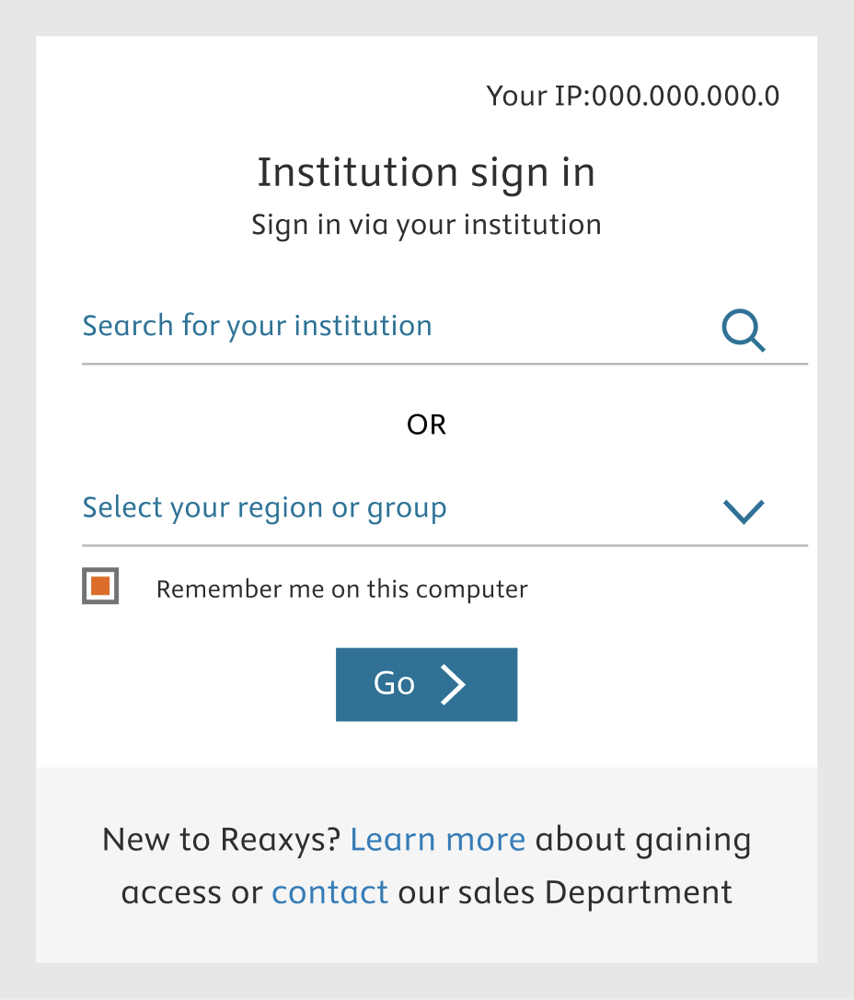 Your IP:000.000.000.0
Institution sign in
Sign in via your institution
Search for your institution
OR
Select your region or group
Remember me on this computer
Go
New to Reaxys? Learn more about gaining
access or contact our sales Department